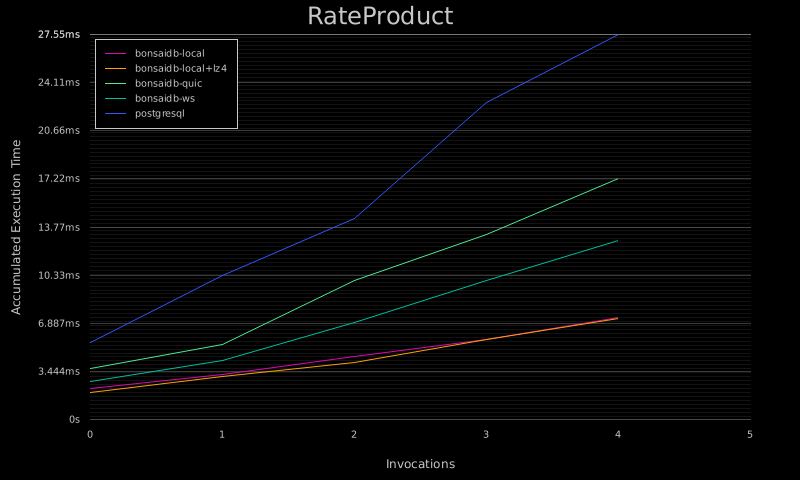 RateProduct
27.55ms
24.11ms
20.66ms
17.22ms
13.77ms
10.33ms
6.887ms
3.444ms
0s
Accumulated Execution Time
bonsaidb-local
bonsaidb-local+lz4
bonsaidb-quic
bonsaidb-ws
postgresql
0 1 2 3 4 5
Invocations